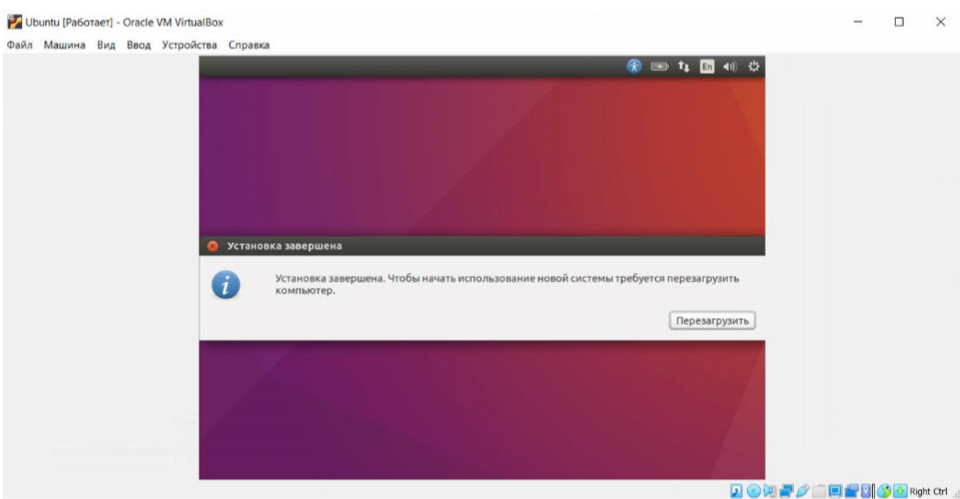 Ubuntu [Работает] - Oracle VM VirtualBox
Файл Машина Вид Ввод Устройства Справка
En
Установка завершена
Установка завершена. Чтобы начать использование новой системы требуется перезагрузить
компьютер.
Перезагрузить
Right Ctrl